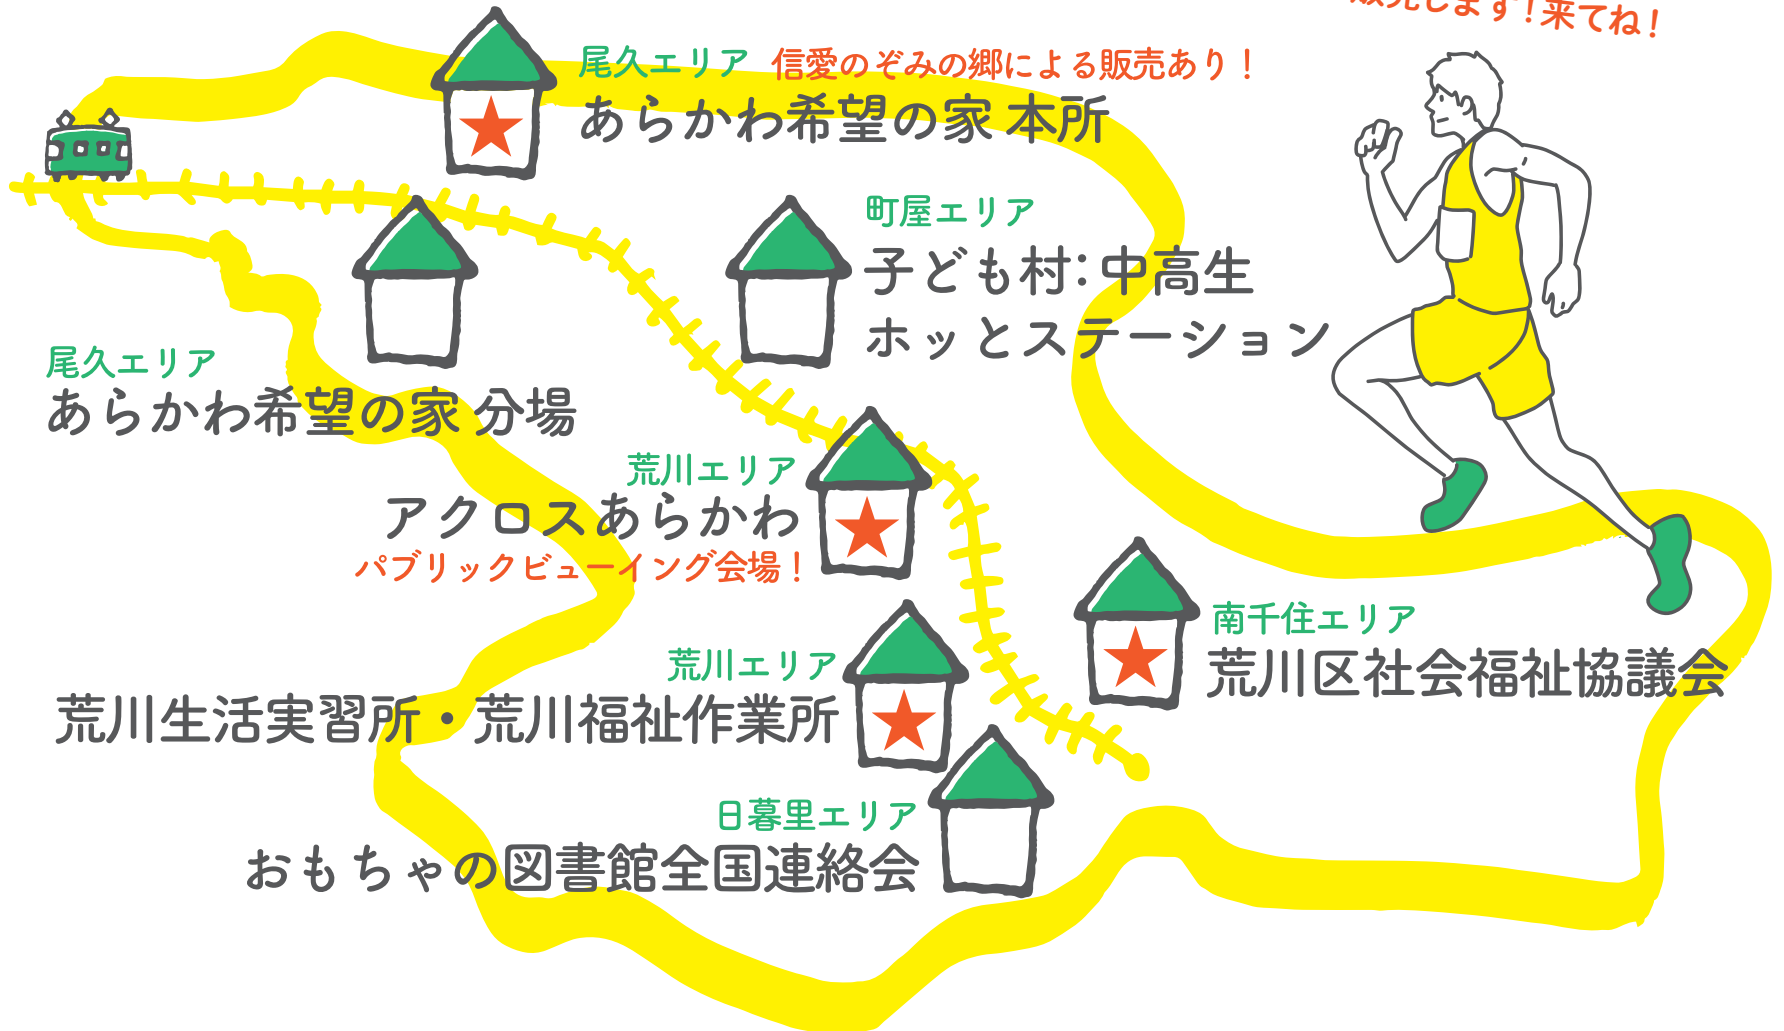 販売します！来てね！
尾久エリア 信愛のぞみの郷による販売あり！
あらかわ希望の家 本所
町屋エリア
子ども村：中高生
ホッとステーション
尾久エリア
あらかわ希望の家 分場
荒川エリア
アクロスあらかわ
パブリックビューイング会場！
南千住エリア
荒川区社会福祉協議会
荒川エリア
荒川生活実習所・荒川福祉作業所
日暮里エリア
おもちゃの図書館全国連絡会